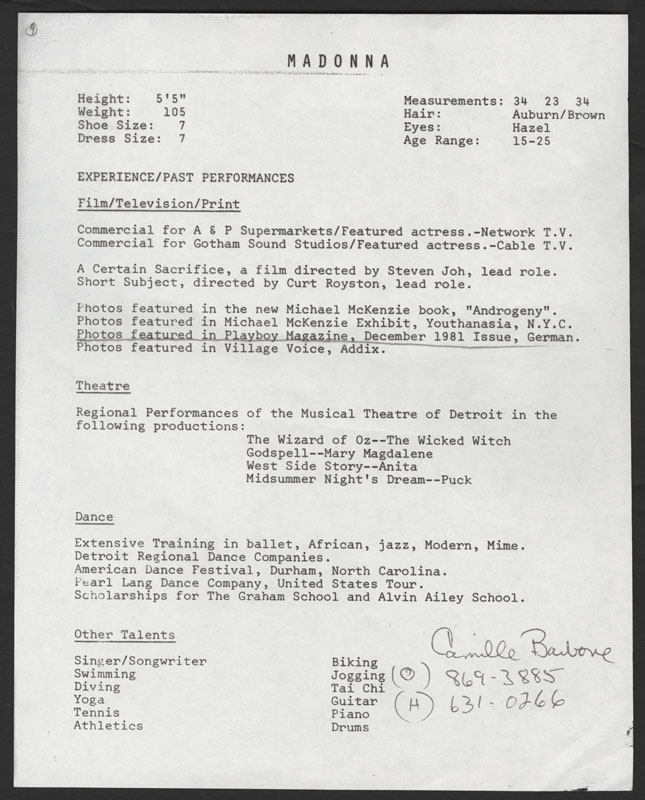 MADONNA
Height: 5'5"
Weight: 105
Shoe Size: 7
Dress Size: 7
Measurements: 34 23 34
Hair: Auburn/Brown
Eyes: Hazel
Age Range: 15-25
EXPERIENCE/PAST PERFORMANCES
Film/Television/Print
Commercial for A & P Supermarkets/Featured actress.-Network T.V.
Commercial for Gotham Sound Studios/Featured actress.-Cable T.V.
A Certain Sacrifice, a film directed by Steven Joh, lead role.
Short Subject, directed by Curt Royston, lead role.
Photos featured in the new Michael McKenzie book, "Androgeny".
Photos featured in Michael McKenzie Exhibit, Youthanasia, N.Y.C.
Photos featured in Playboy Magazine, December 1981 Issue, German.
Photos featured in Village Voice, Addix.
Theatre
Regional Performances of the Musical Theatre of Detroit in the
following productions:
The Wizard of Oz--The Wicked Witch
Godspell--Mary Magdalene
West Side Story--Anita
Midsummer Night's Dream--Puck
Dance
Extensive Training in ballet, African, jazz, Modern, Mime.
Detroit Regional Dance Companies.
American Dance Festival, Durham, North Carolina.
Pearl Lang Dance Company, United States Tour.
Scholarships for The Graham School and Alvin Ailey School.
Other Talents
Singer/Songwriter
Swimming
Diving
Yoga
Tennis
Athletics
Biking
Jogging
Tai Chi
Guitar
Piano
Drums
Camille Barbone
869-3885
(H) 631-0266